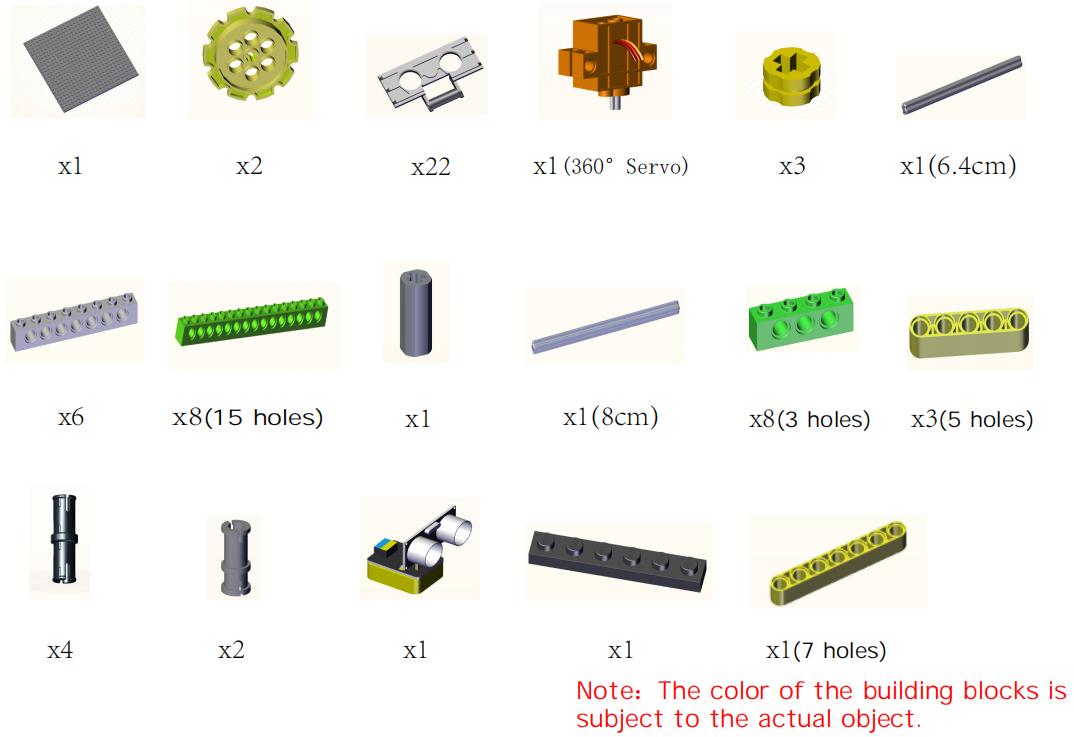 x1
x2
x22
x1(360° Servo)
x3
x1(6.4cm)
x6
x8(15 holes)
x1
x1(8cm)
x8(3 holes)
x3(5 holes)
x4
x2
x1
x1
x1(7 holes)
Note: The color of the building blocks is
subject to the actual object.